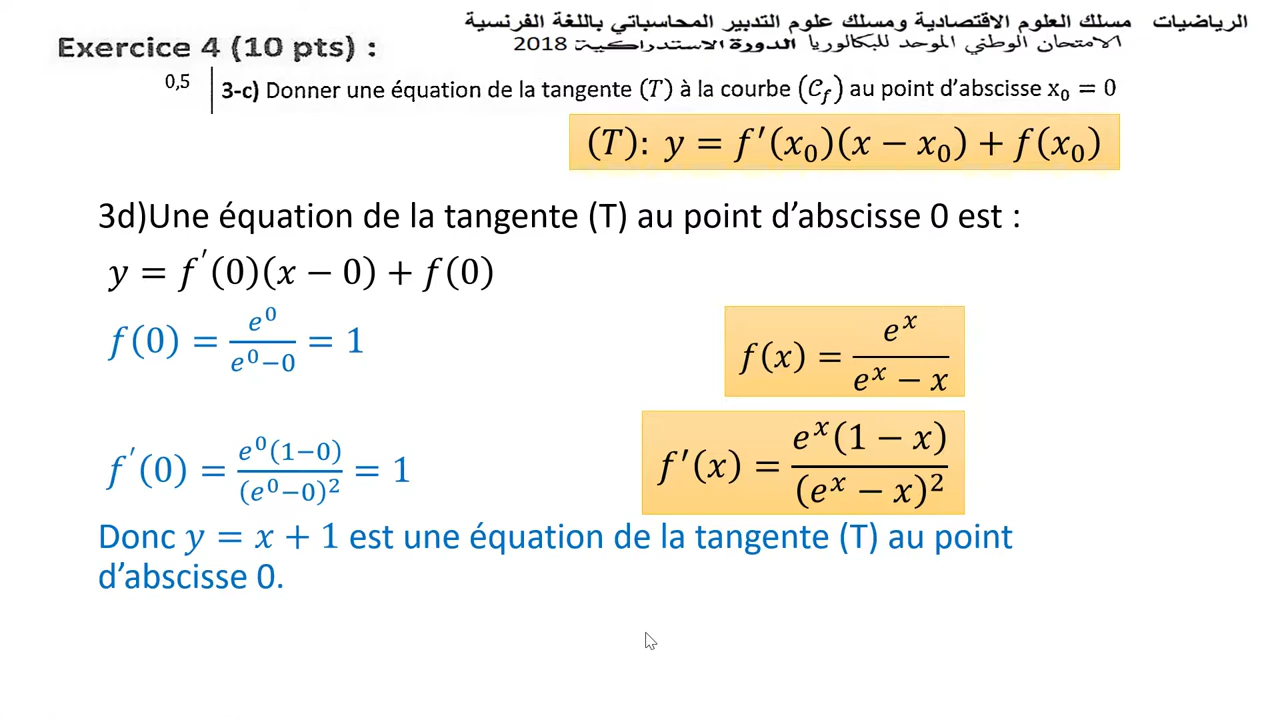 الرياضيات مسلك العلوم الاقتصادية ومسلك علوم التدبير المحاسباتي باللغة الفرنسية
الامتحان الوطني الموحد للبكالوريا الدورة الاستدراكية 2018
Exercice 4 (10 pts) :
0,5 3-c) Donner une équation de la tangente (T) à la courbe (𝒞_f) au point d’abscisse x₀ = 0
(T): y = f′(x₀)(x − x₀) + f(x₀)
3d)Une équation de la tangente (T) au point d’abscisse 0 est :
y = f′(0)(x − 0) + f(0)
f(0) = e⁰/(e⁰−0) = 1
f(x) = eˣ/(eˣ − x)
f′(0) = e⁰(1−0)/(e⁰−0)² = 1
f′(x) = eˣ(1 − x)/(eˣ − x)²
Donc y = x + 1 est une équation de la tangente (T) au point
d’abscisse 0.